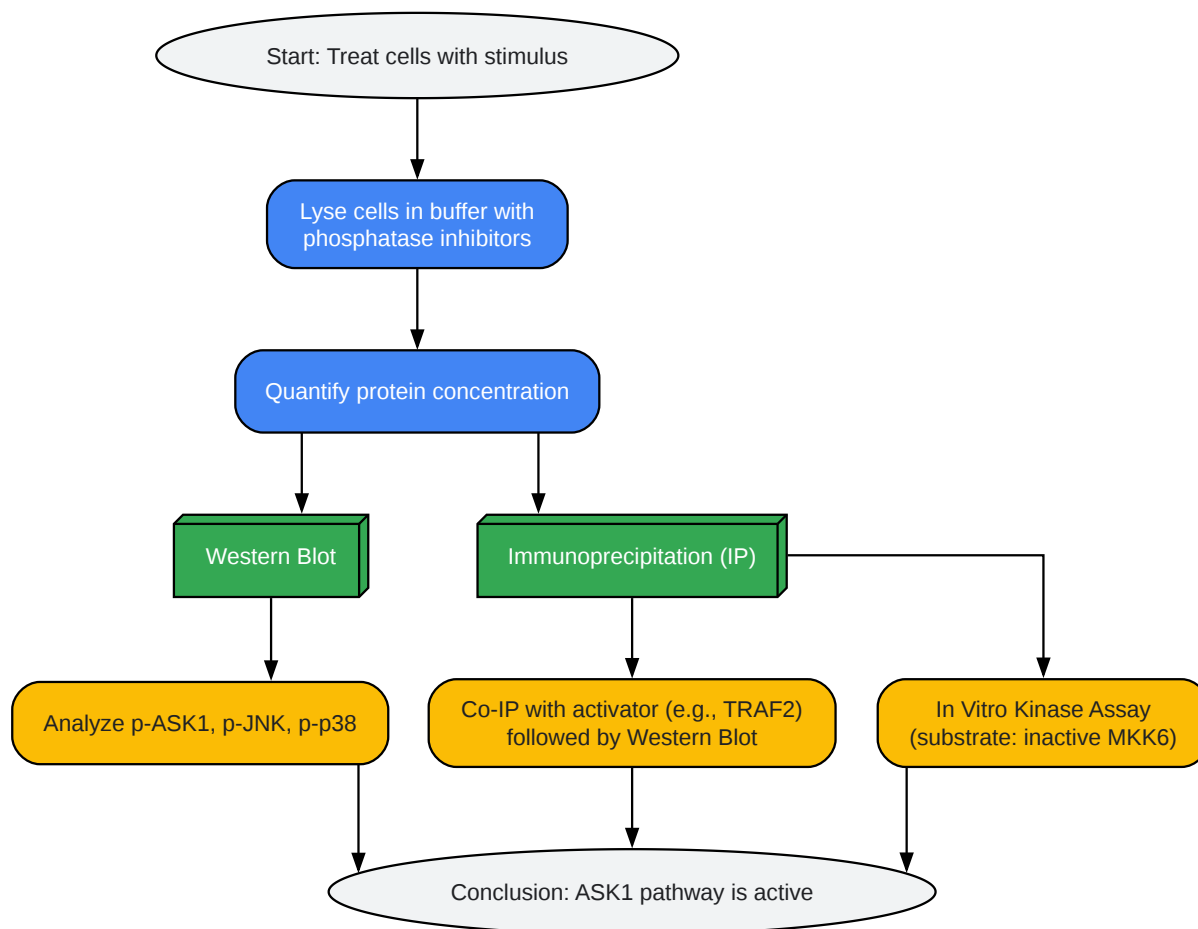 Start: Treat cells with stimulus
Lyse cells in buffer with
phosphatase inhibitors
Quantify protein concentration
Western Blot
Immunoprecipitation (IP)
Analyze p-ASK1, p-JNK, p-p38
Co-IP with activator (e.g., TRAF2)
followed by Western Blot
In Vitro Kinase Assay
(substrate: inactive MKK6)
Conclusion: ASK1 pathway is active